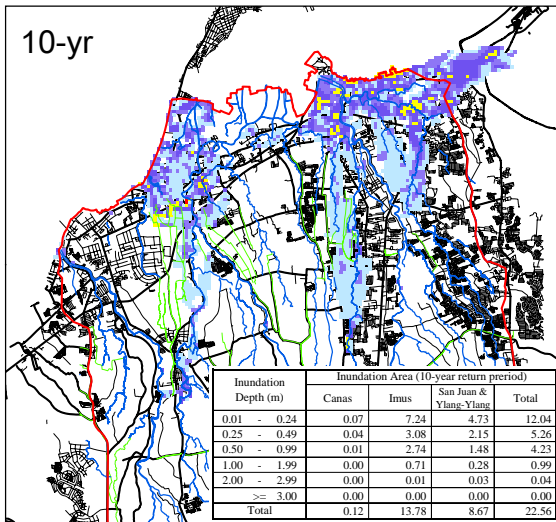 10-yr
Inundation Depth (m) Inundation Area (10-year return preriod)
Canas Imus San Juan & Ylang-Ylang Total
0.01 - 0.24 0.07 7.24 4.73 12.04
0.25 - 0.49 0.04 3.08 2.15 5.26
0.50 - 0.99 0.01 2.74 1.48 4.23
1.00 - 1.99 0.00 0.71 0.28 0.99
2.00 - 2.99 0.00 0.01 0.03 0.04
>= 3.00 0.00 0.00 0.00 0.00
Total 0.12 13.78 8.67 22.56